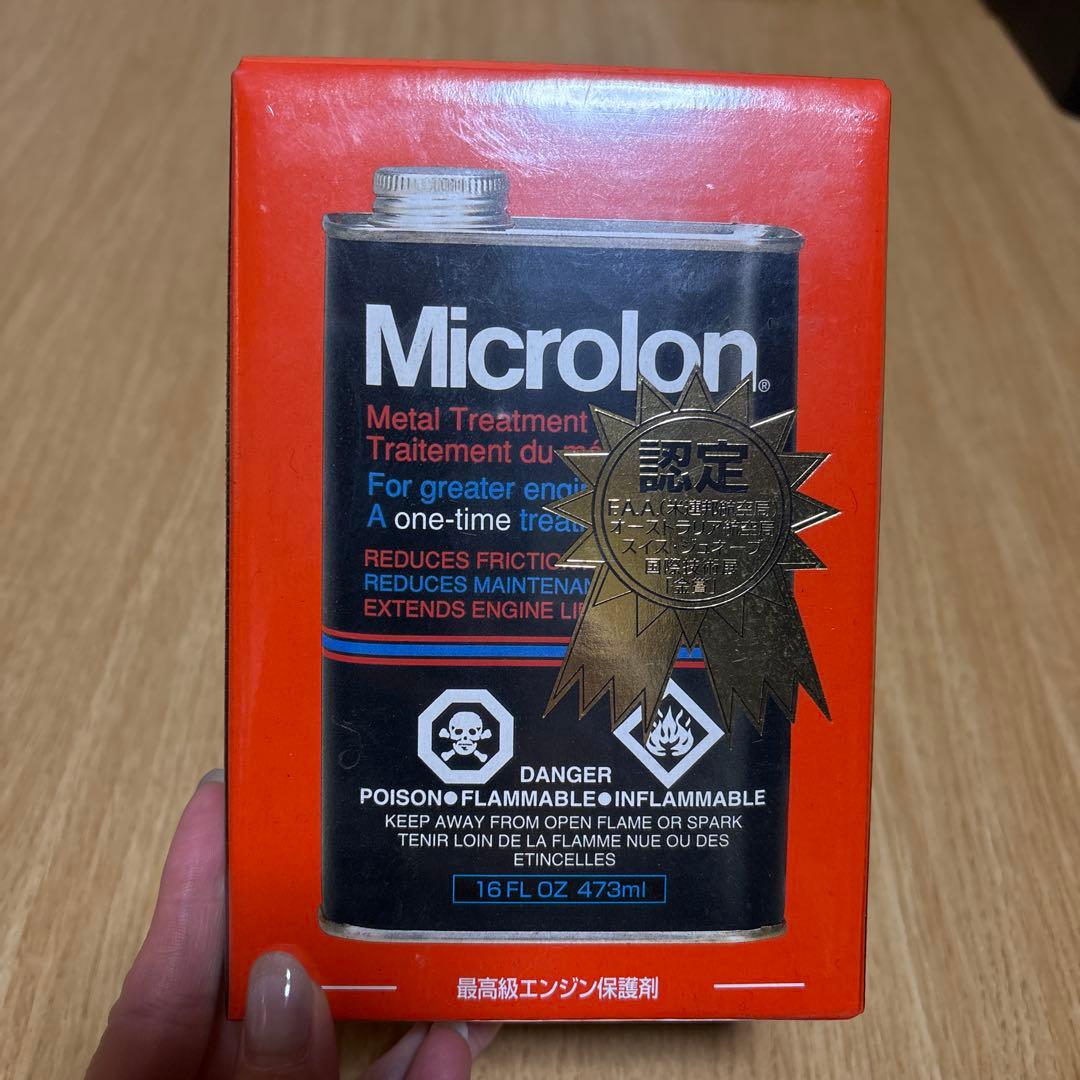 Microlon®
Metal Treatment
Traitement du mé
For greater engi
A one-time treat
REDUCES FRICTIO
REDUCES MAINTENAN
EXTENDS ENGINE LI
認定
F.A.A.(米連邦航空局)
オーストラリア航空局
スイス・ジュネーブ
国際技術展
[金賞]
DANGER
POISON●FLAMMABLE●INFLAMMABLE
KEEP AWAY FROM OPEN FLAME OR SPARK
TENIR LOIN DE LA FLAMME NUE OU DES
ETINCELLES
16 FL OZ 473ml
最高級エンジン保護剤